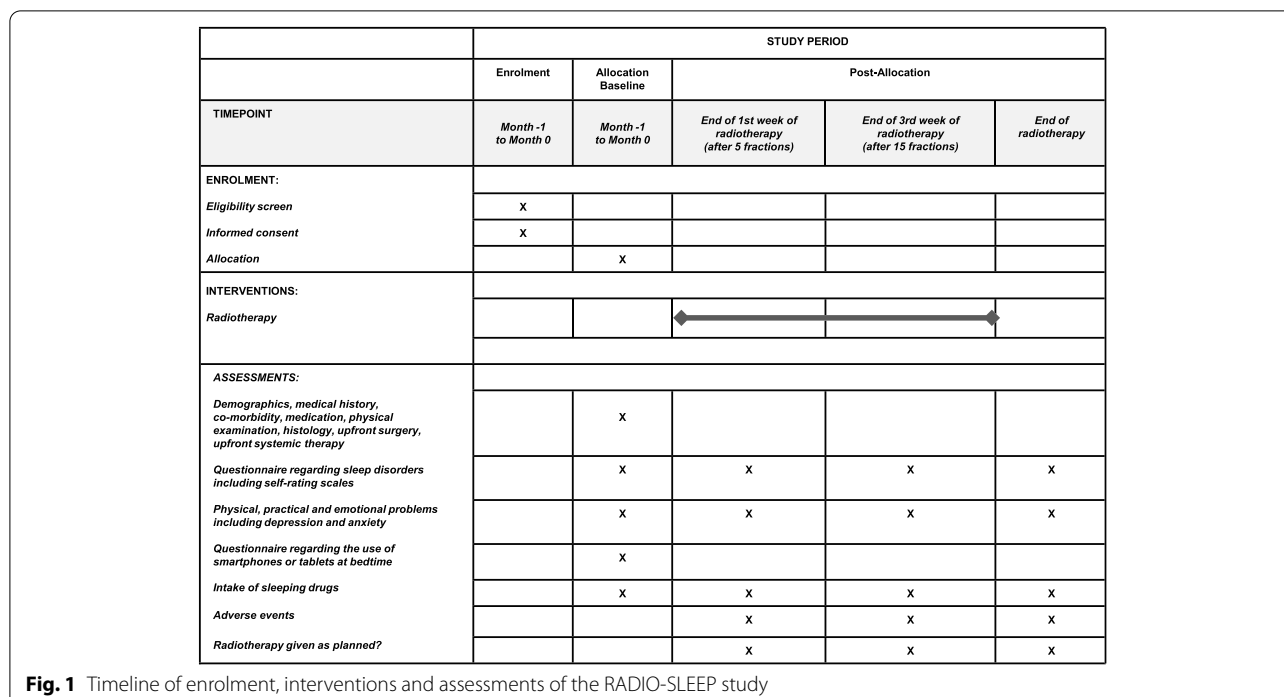 STUDY PERIOD
Enrolment Allocation Post-Allocation
Baseline
TIMEPOINT
Month -1 to Month 0
Month -1 to Month 0
End of 1st week of radiotherapy (after 5 fractions)
End of 3rd week of radiotherapy (after 15 fractions)
End of radiotherapy
ENROLMENT:
Eligibility screen X
Informed consent X
Allocation X
INTERVENTIONS:
Radiotherapy
ASSESSMENTS:
Demographics, medical history,
co-morbidity, medication, physical
examination, histology, upfront surgery,
upfront systemic therapy
X
Questionnaire regarding sleep disorders
including self-rating scales
X X X X
Physical, practical and emotional problems
including depression and anxiety
X X X X
Questionnaire regarding the use of
smartphones or tablets at bedtime
X
Intake of sleeping drugs X X X X
Adverse events X X X
Radiotherapy given as planned? X X X
Fig. 1 Timeline of enrolment, interventions and assessments of the RADIO-SLEEP study